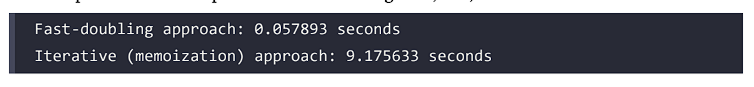 Fast-doubling approach: 0.057893 seconds
Iterative (memoization) approach: 9.175633 seconds